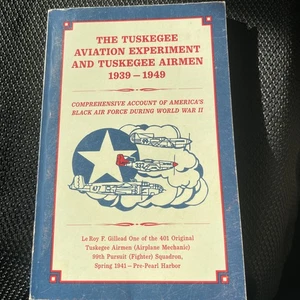 THE TUSKEGEE
AVIATION EXPERIMENT
AND TUSKEGEE AIRMEN
1939 – 1949
COMPREHENSIVE ACCOUNT OF AMERICA'S
BLACK AIR FORCE DURING WORLD WAR II
Le Roy F. Gillead One of the 401 Original
Tuskegee Airmen (Airplane Mechanic)
99th Pursuit (Fighter) Squadron,
Spring 1941 – Pre-Pearl Harbor